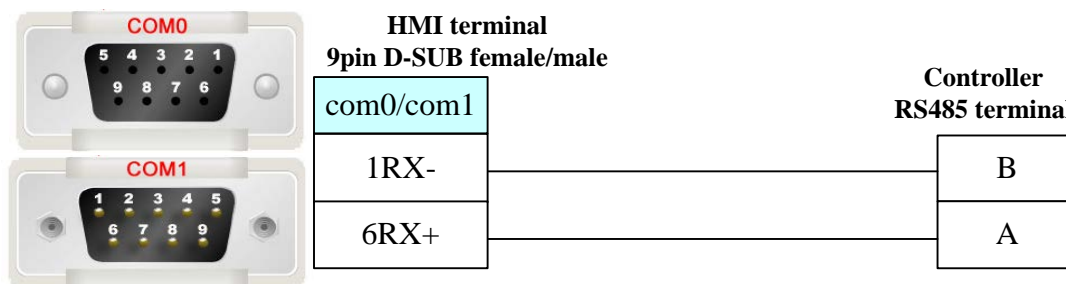 COM0
5 4 3 2 1
9 8 7 6
COM1
1 2 3 4 5
6 7 8 9
HMI terminal
9pin D-SUB female/male
com0/com1
1RX-
6RX+
Controller
RS485 terminal
B
A